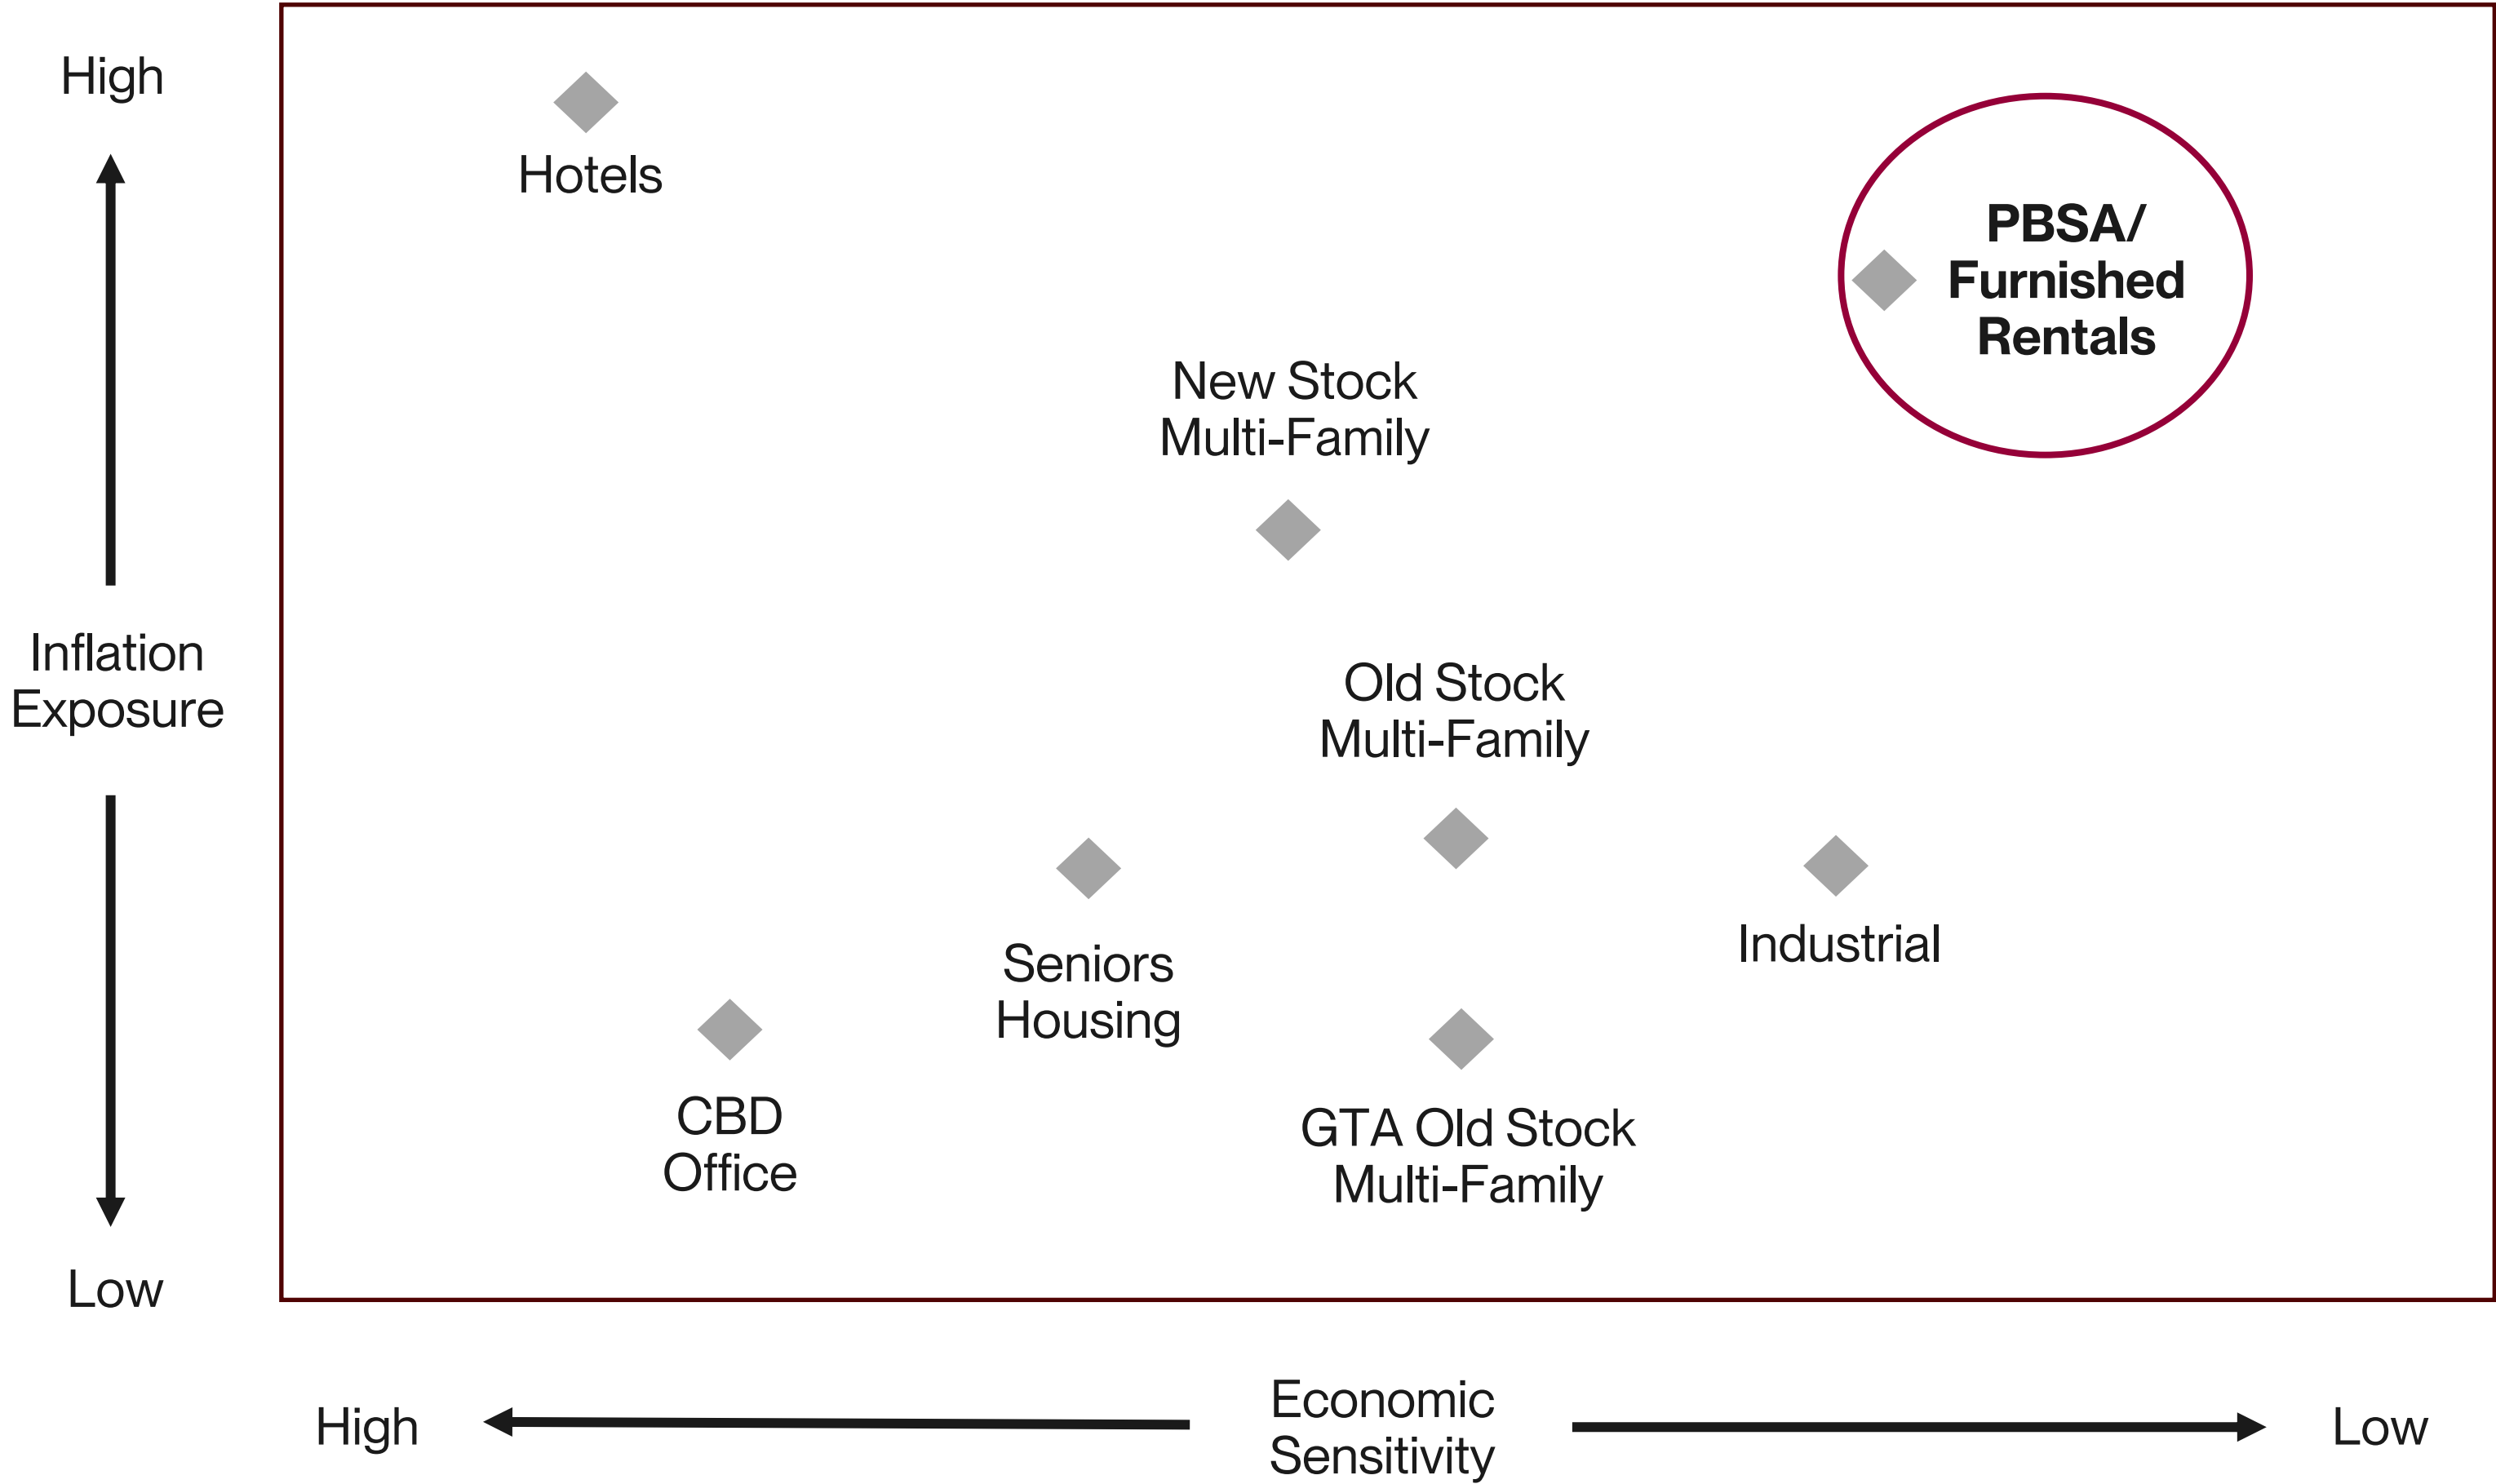 High
Hotels
PBSA/
Furnished
Rentals
New Stock
Multi-Family
Inflation
Exposure
Old Stock
Multi-Family
Seniors
Housing
Industrial
CBD
Office
GTA Old Stock
Multi-Family
Low
High
Economic
Sensitivity
Low